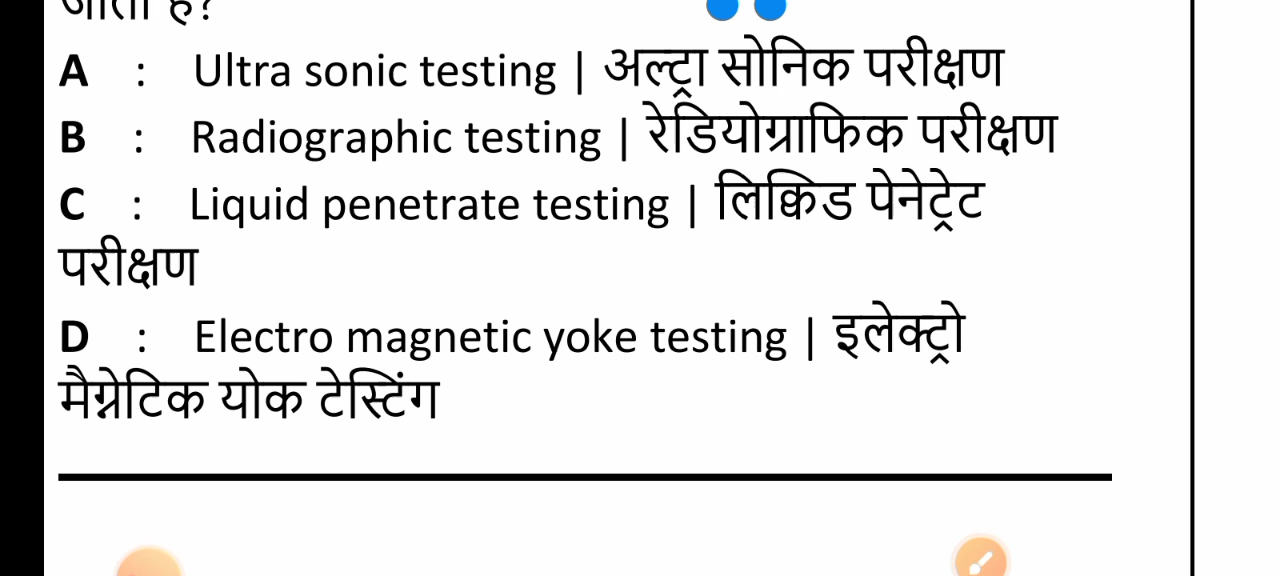 जाता है?
A : Ultra sonic testing | अल्ट्रा सोनिक परीक्षण
B : Radiographic testing | रेडियोग्राफिक परीक्षण
C : Liquid penetrate testing | लिक्विड पेनेट्रेट
परीक्षण
D : Electro magnetic yoke testing | इलेक्ट्रो
मैग्नेटिक योक टेस्टिंग